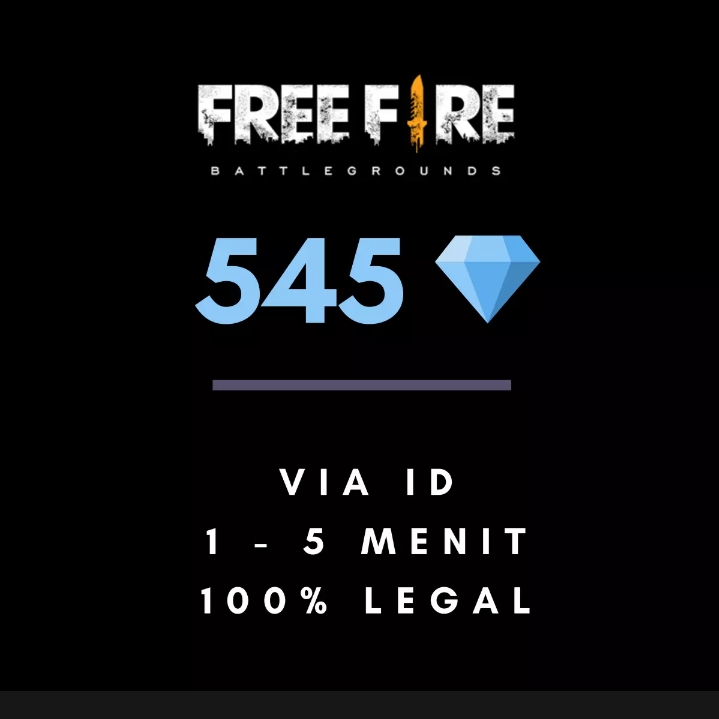 FREE FIRE
BATTLEGROUNDS
545
VIA ID
1 - 5 MENIT
100% LEGAL